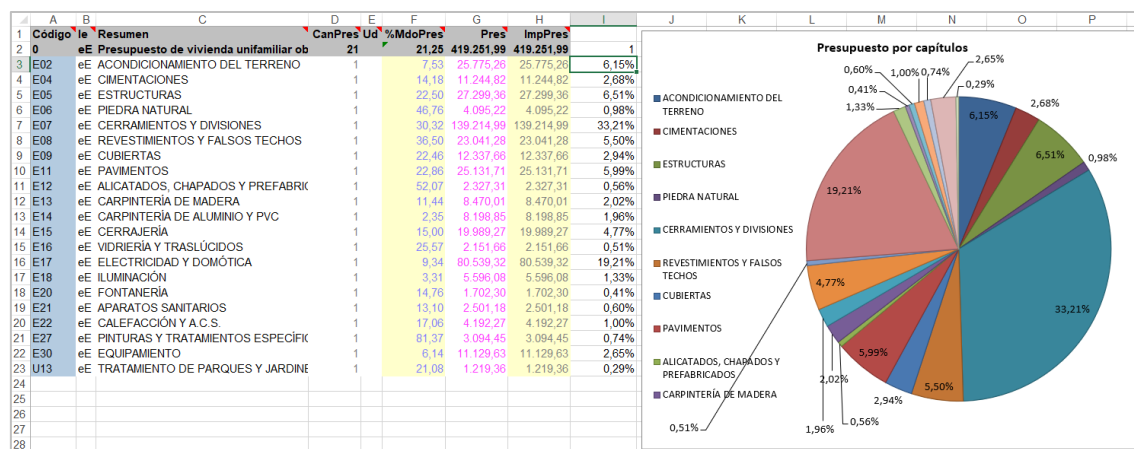 A B C D E F G H I J K L M N O P
1 Código le Resumen CanPres Ud %MdoPres Pres ImpPres
2 0 eE Presupuesto de vivienda unifamiliar ob 21 21,25 419.251,99 419.251,99 1
3 E02 eE ACONDICIONAMIENTO DEL TERRENO 1 7,53 25.775,26 25.775,26 6,15%
4 E04 eE CIMENTACIONES 1 14,18 11.244,82 11.244,82 2,68%
5 E05 eE ESTRUCTURAS 1 22,50 27.299,36 27.299,36 6,51%
6 E06 eE PIEDRA NATURAL 1 46,76 4.095,22 4.095,22 0,98%
7 E07 eE CERRAMIENTOS Y DIVISIONES 1 30,32 139.214,99 139.214,99 33,21%
8 E08 eE REVESTIMIENTOS Y FALSOS TECHOS 1 36,50 23.041,28 23.041,28 5,50%
9 E09 eE CUBIERTAS 1 22,46 12.337,66 12.337,66 2,94%
10 E11 eE PAVIMENTOS 1 22,86 25.131,71 25.131,71 5,99%
11 E12 eE ALICATADOS, CHAPADOS Y PREFABRIC 1 52,07 2.327,31 2.327,31 0,56%
12 E13 eE CARPINTERÍA DE MADERA 1 11,44 8.470,01 8.470,01 2,02%
13 E14 eE CARPINTERÍA DE ALUMINIO Y PVC 1 2,35 8.198,85 8.198,85 1,96%
14 E15 eE CERRAJERÍA 1 15,00 19.989,27 19.989,27 4,77%
15 E16 eE VIDRIERÍA Y TRASLÚCIDOS 1 25,57 2.151,66 2.151,66 0,51%
16 E17 eE ELECTRICIDAD Y DOMÓTICA 1 9,34 80.539,32 80.539,32 19,21%
17 E18 eE ILUMINACIÓN 1 3,31 5.596,08 5.596,08 1,33%
18 E20 eE FONTANERÍA 1 14,76 1.702,30 1.702,30 0,41%
19 E21 eE APARATOS SANITARIOS 1 13,10 2.501,18 2.501,18 0,60%
20 E22 eE CALEFACCIÓN Y A.C.S. 1 17,06 4.192,27 4.192,27 1,00%
21 E27 eE PINTURAS Y TRATAMIENTOS ESPECÍFI 1 81,37 3.094,45 3.094,45 0,74%
22 E30 eE EQUIPAMIENTO 1 6,14 11.129,63 11.129,63 2,65%
23 U13 eE TRATAMIENTO DE PARQUES Y JARDINE 1 21,08 1.219,36 1.219,36 0,29%
24
25
26
27
28
Presupuesto por capítulos
ACONDICIONAMIENTO DEL
TERRENO
CIMENTACIONES
ESTRUCTURAS
PIEDRA NATURAL
CERRAMIENTOS Y DIVISIONES
REVESTIMIENTOS Y FALSOS
TECHOS
CUBIERTAS
PAVIMENTOS
ALICATADOS, CHAPADOS Y
PREFABRICADOS
CARPINTERÍA DE MADERA
6,15%
2,68%
6,51%
0,98%
33,21%
5,50%
2,94%
5,99%
0,56%
2,02%
1,96%
4,77%
0,51%
19,21%
1,33%
0,41%
0,60%
1,00%
0,74%
2,65%
0,29%